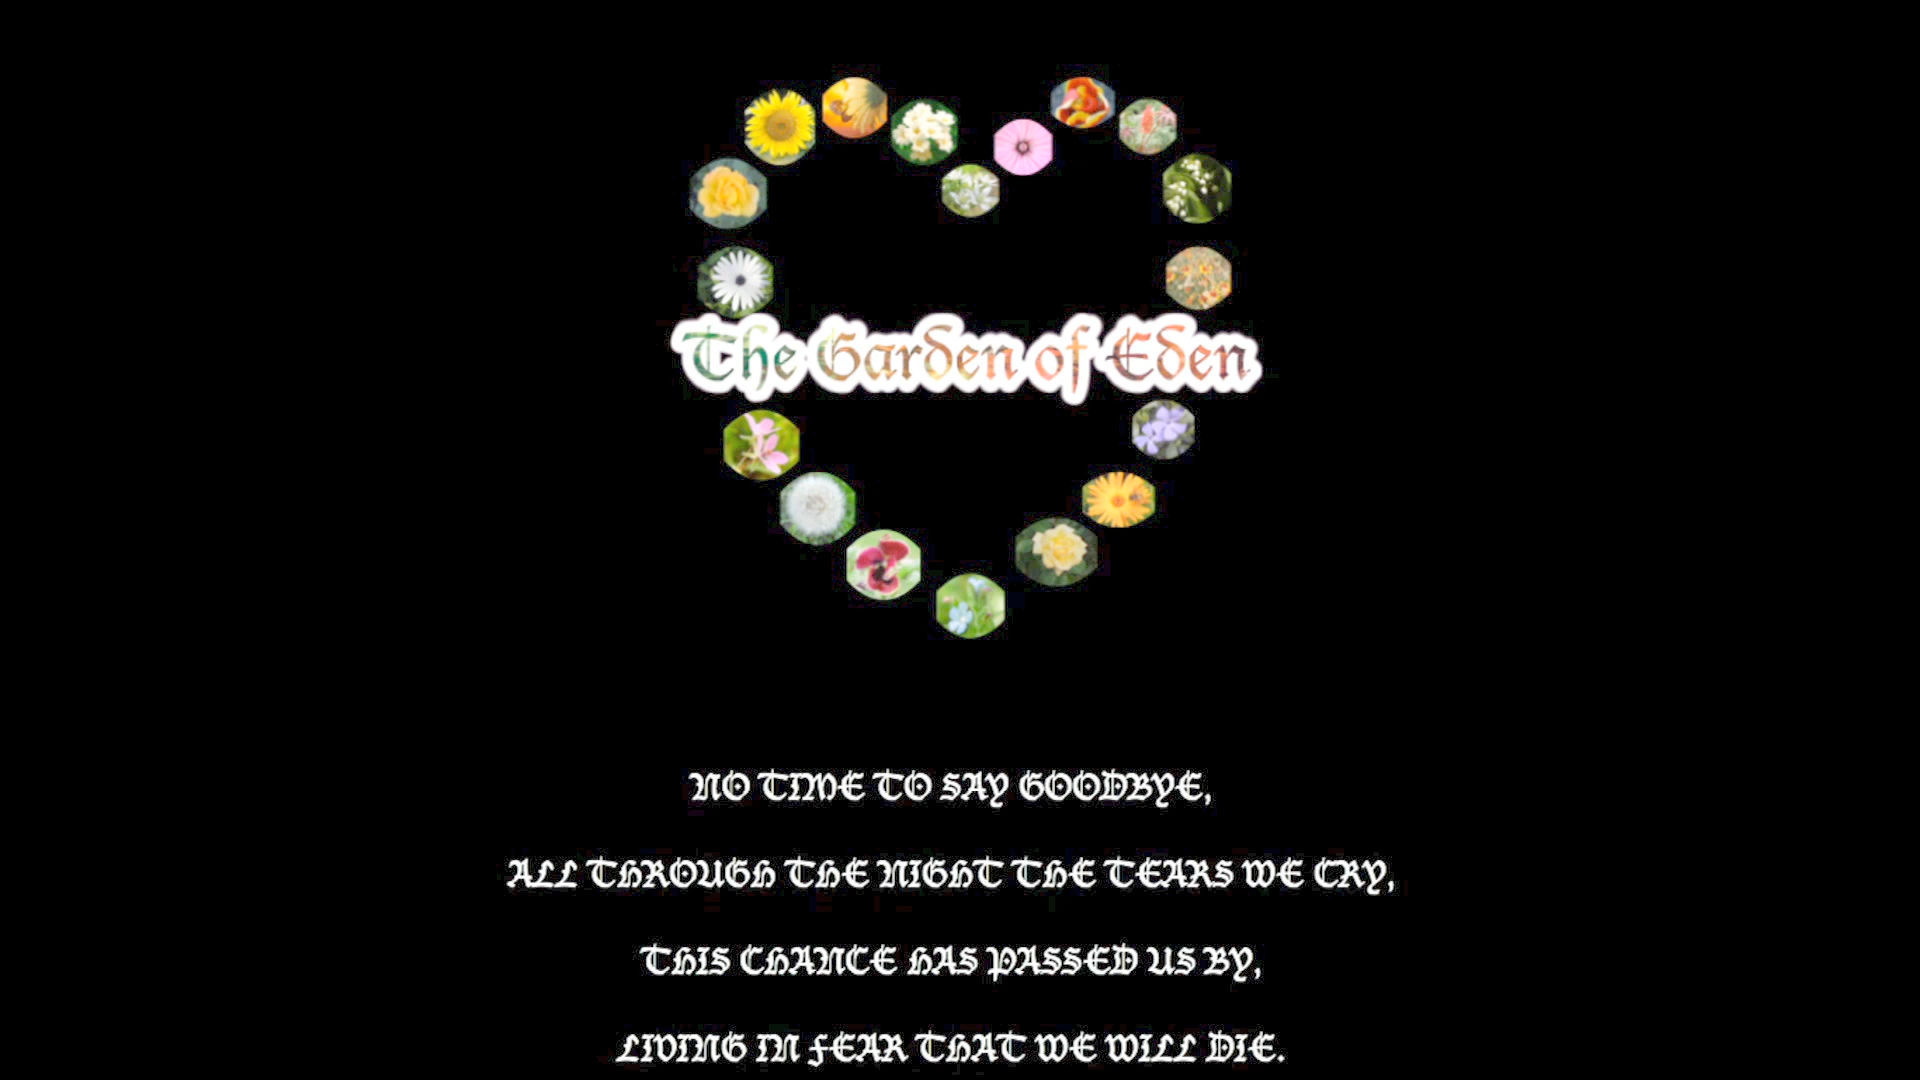 The Garden of Eden
NO TIME TO SAY GOODBYE,
ALL THROUGH THE NIGHT THE TEARS WE CRY,
THIS CHANCE HAS PASSED US BY,
LIVING IN FEAR THAT WE WILL DIE.